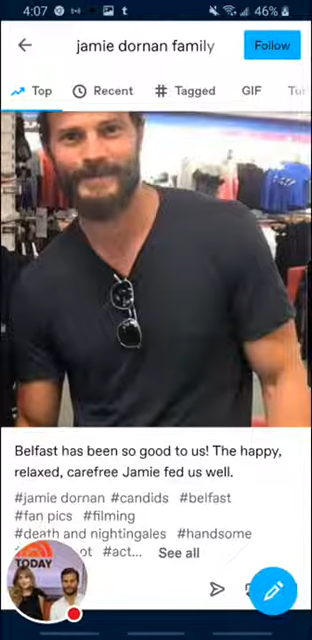 4:07 t 46%
jamie dornan family Follow
Top Recent # Tagged GIF
Belfast has been so good to us! The happy,
relaxed, carefree Jamie fed us well.
#jamie dornan #candids #belfast
#fan pics #filming
#death and nightingales #handsome
ot #act... See all
TODAY